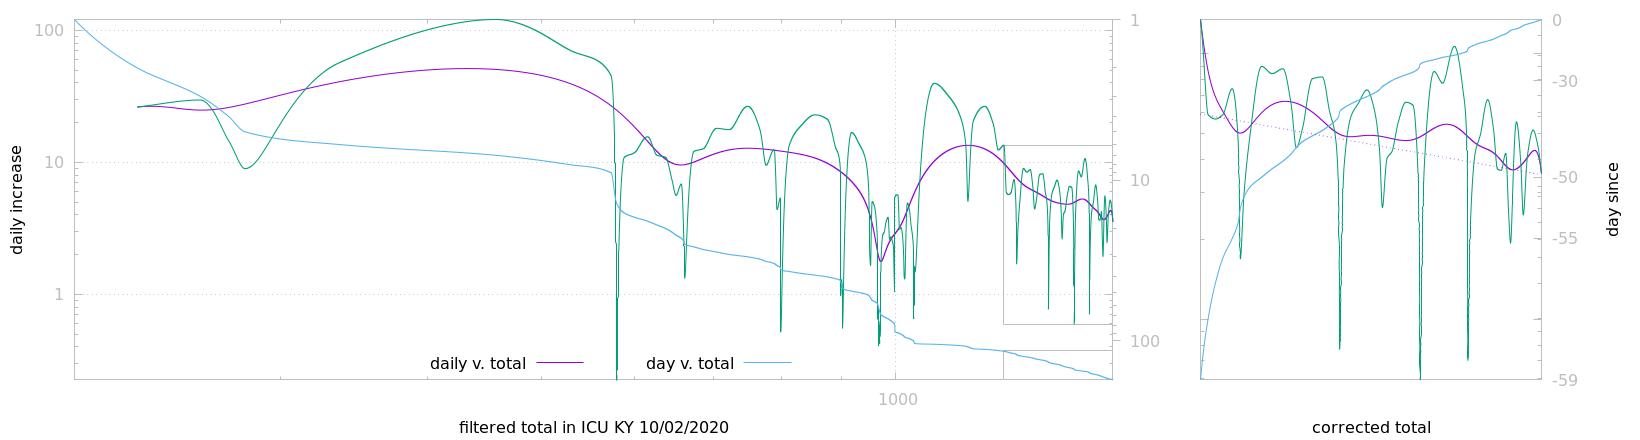 100
10
1
daily increase
daily v. total
day v. total
1
10
100
1000
filtered total in ICU KY 10/02/2020
0
-30
-50
-55
-59
day since
corrected total